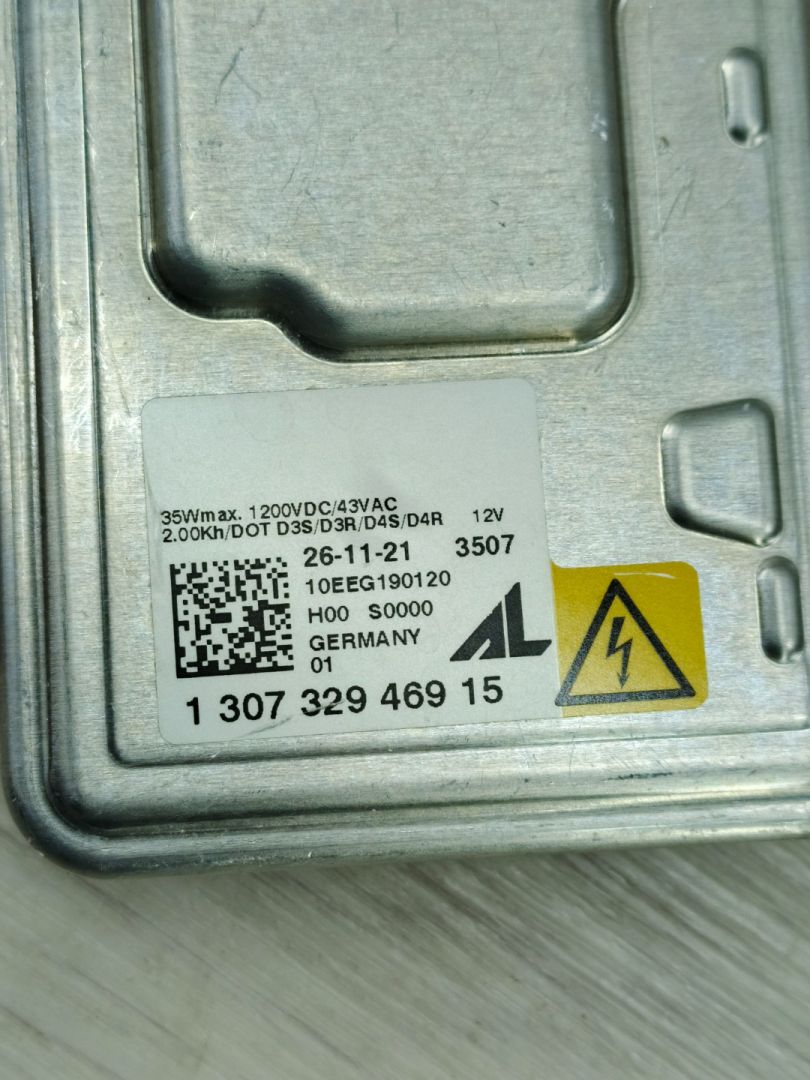 35Wmax. 1200VDC/43VAC
2.00Kh/DOT D3S/D3R/D4S/D4R 12V
26-11-21 3507
10EEG190120
H00 S0000
GERMANY
01
AL
1 307 329 469 15